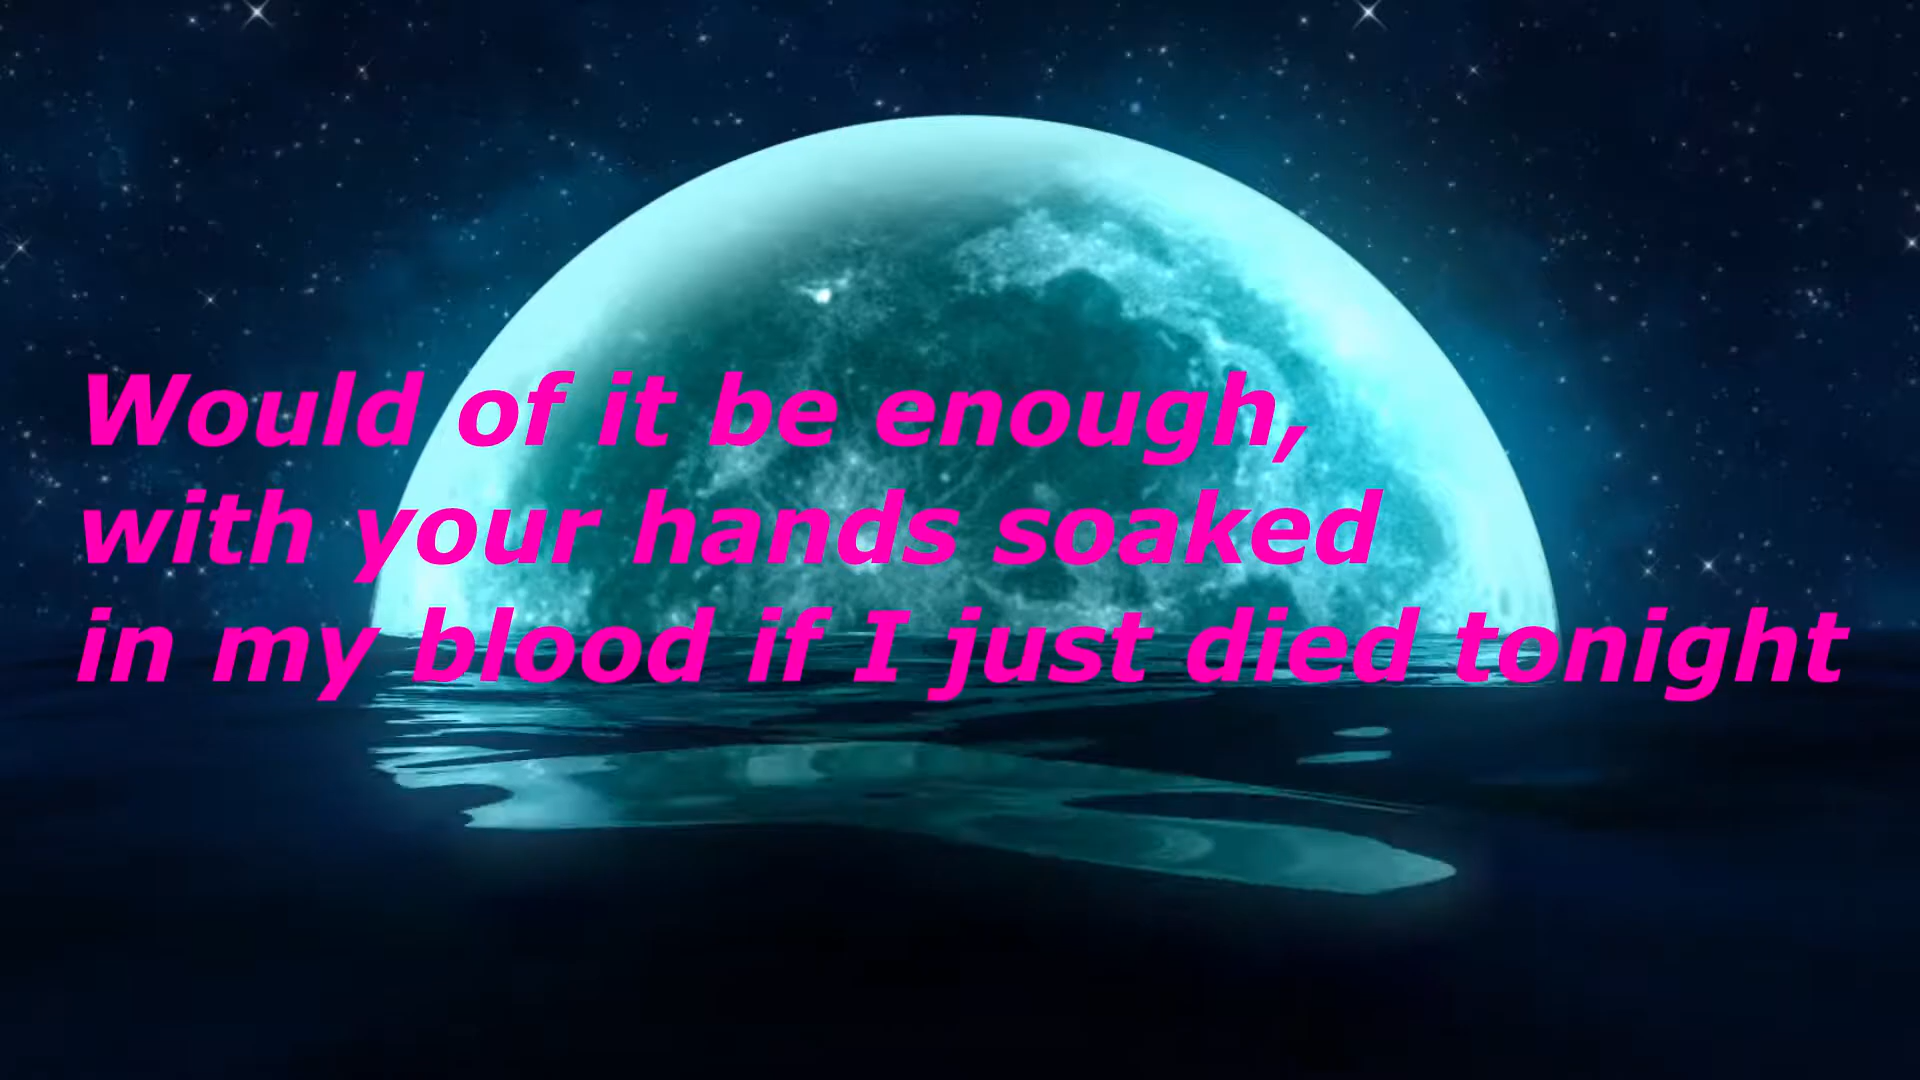 Would of it be enough,
with your hands soaked
in my blood if I just died tonight